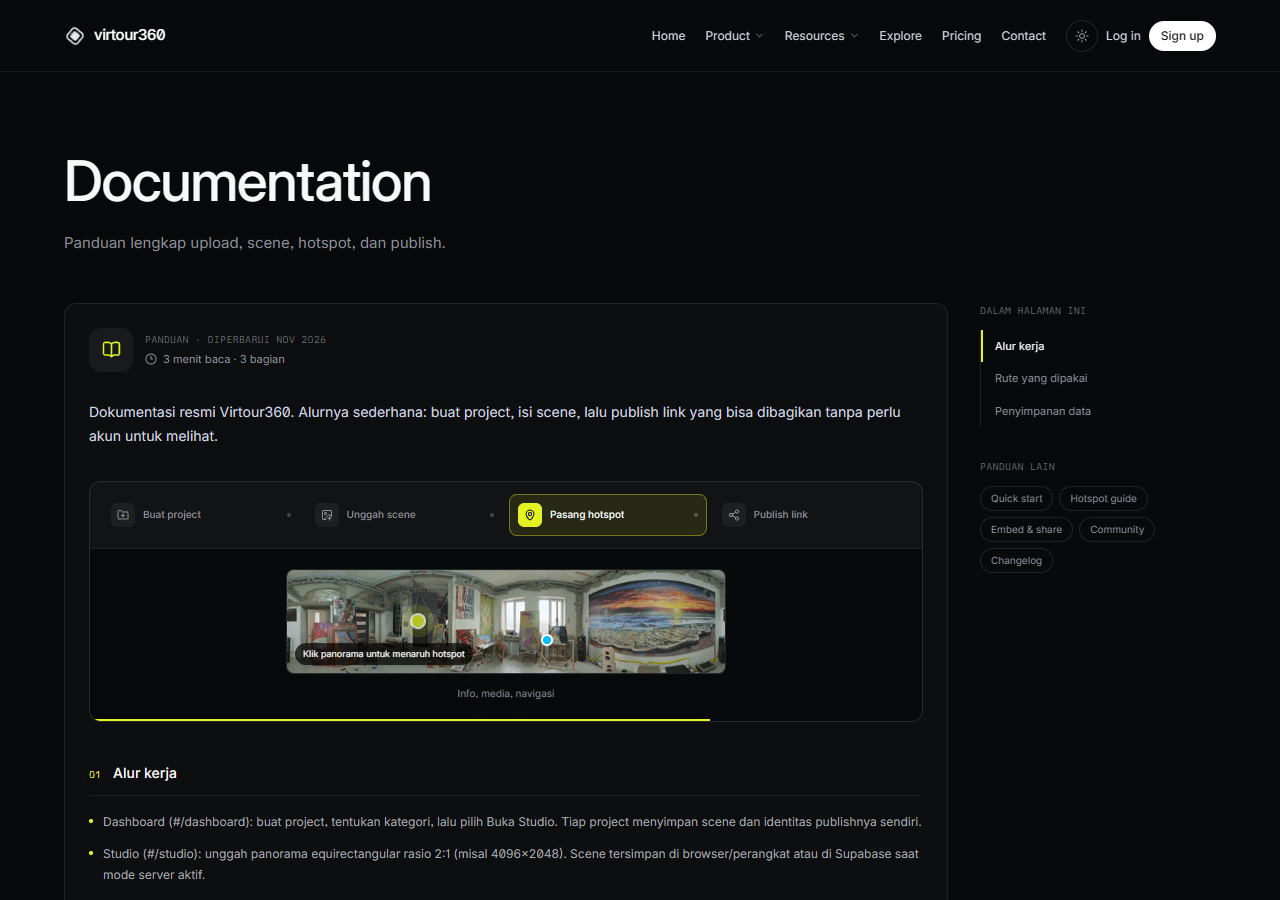 virtour360
Home Product Resources Explore Pricing Contact Log in Sign up
Documentation
Panduan lengkap upload, scene, hotspot, dan publish.
PANDUAN · DIPERBARUI NOV 2026
3 menit baca · 3 bagian
Dokumentasi resmi Virtour360. Alurnya sederhana: buat project, isi scene, lalu publish link yang bisa dibagikan tanpa perlu
akun untuk melihat.
Buat project
Unggah scene
Pasang hotspot
Publish link
Klik panorama untuk menaruh hotspot
Info, media, navigasi
01 Alur kerja
Dashboard (#/dashboard): buat project, tentukan kategori, lalu pilih Buka Studio. Tiap project menyimpan scene dan identitas publishnya sendiri.
Studio (#/studio): unggah panorama equirectangular rasio 2:1 (misal 4096×2048). Scene tersimpan di browser/perangkat atau di Supabase saat
mode server aktif.
DALAM HALAMAN INI
Alur kerja
Rute yang dipakai
Penyimpanan data
PANDUAN LAIN
Quick start
Hotspot guide
Embed & share
Community
Changelog